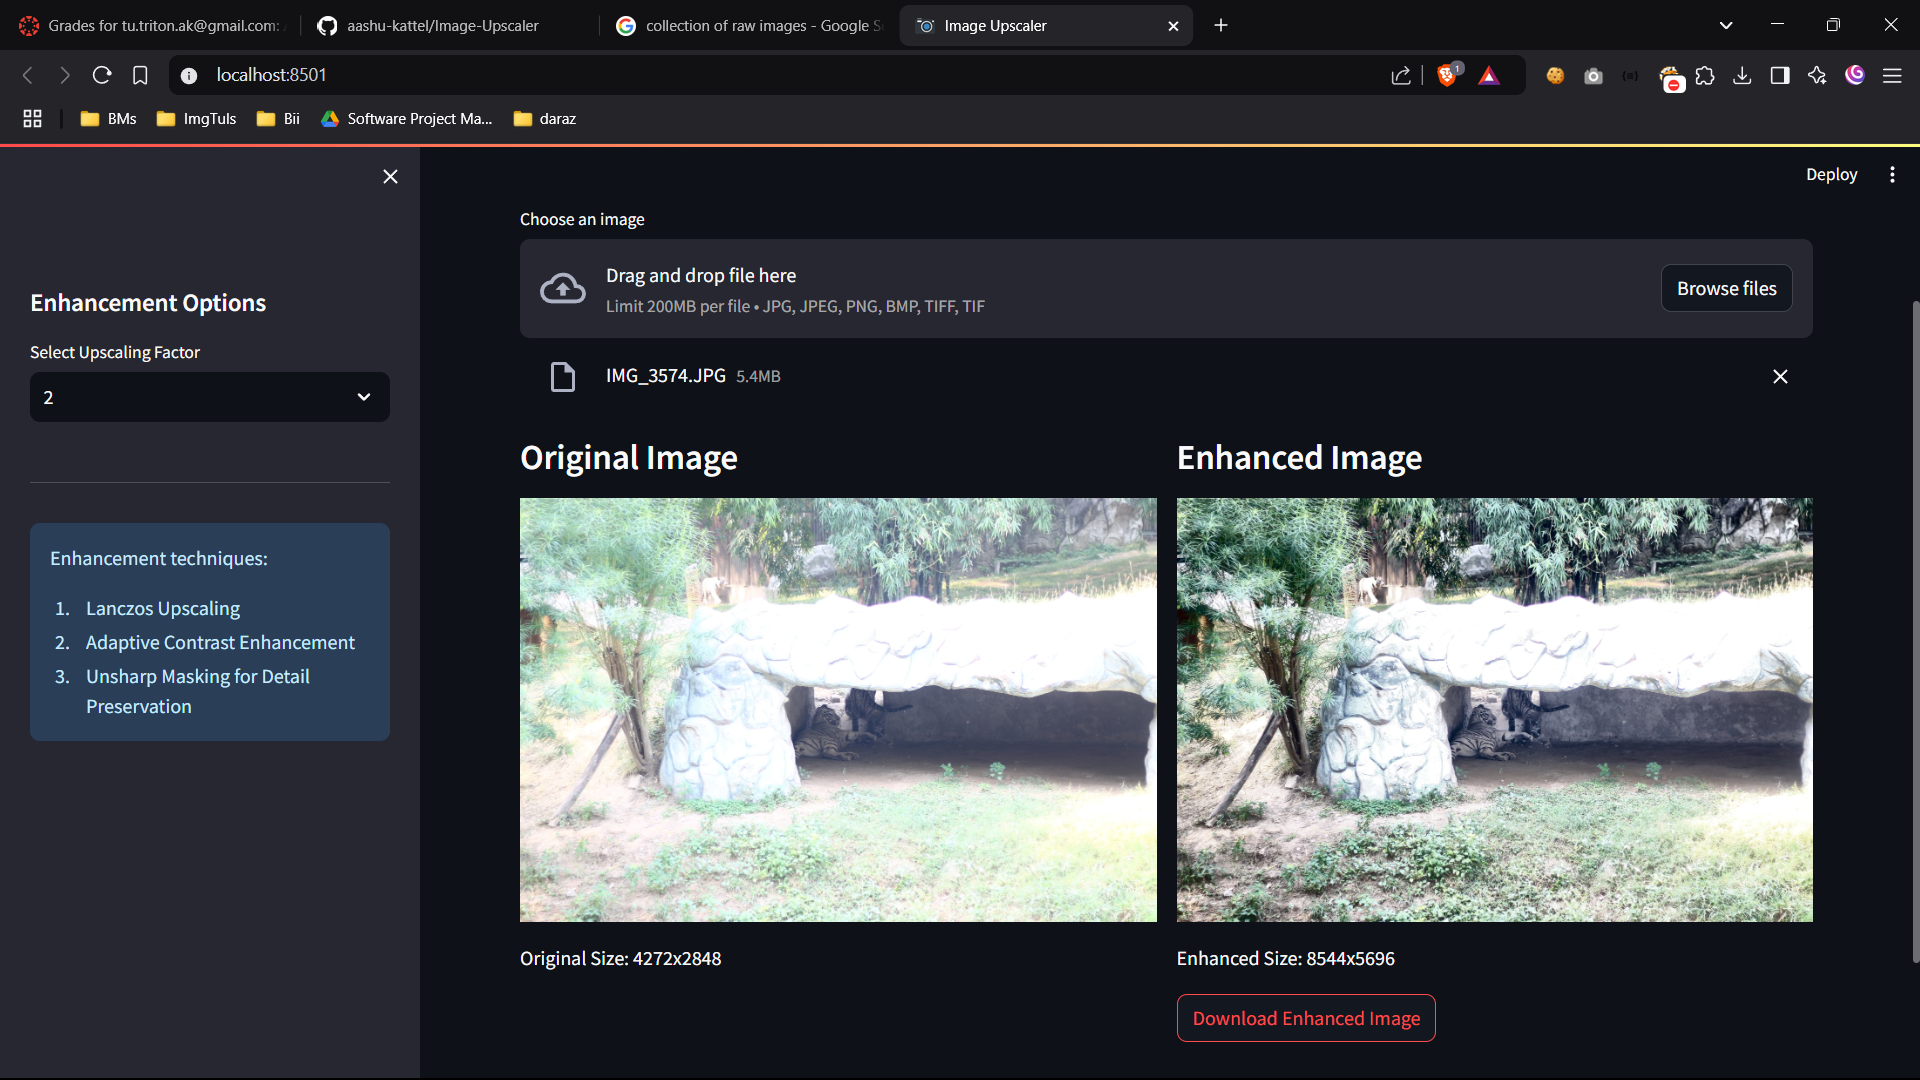 Grades for tu.triton.ak@gmail.com:
aashu-kattel/Image-Upscaler
collection of raw images - Google S
Image Upscaler
localhost:8501
1
BMs
ImgTuls
Bii
Software Project Ma...
daraz
Deploy
Choose an image
Drag and drop file here
Limit 200MB per file • JPG, JPEG, PNG, BMP, TIFF, TIF
Browse files
IMG_3574.JPG 5.4MB
Enhancement Options
Select Upscaling Factor
2
Enhancement techniques:
1. Lanczos Upscaling
2. Adaptive Contrast Enhancement
3. Unsharp Masking for Detail
Preservation
Original Image
Enhanced Image
Original Size: 4272x2848
Enhanced Size: 8544x5696
Download Enhanced Image